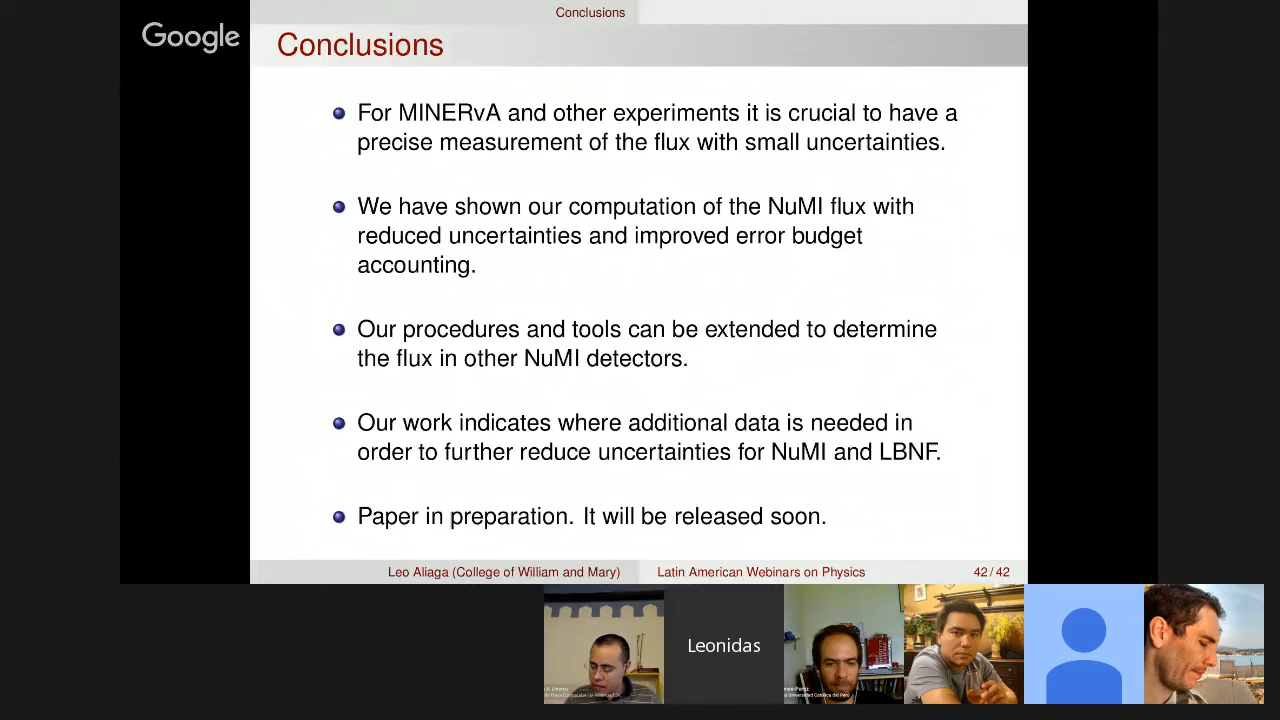 Conclusions
Google
Conclusions
For MINERvA and other experiments it is crucial to have a
precise measurement of the flux with small uncertainties.
We have shown our computation of the NuMI flux with
reduced uncertainties and improved error budget
accounting.
Our procedures and tools can be extended to determine
the flux in other NuMI detectors.
Our work indicates where additional data is needed in
order to further reduce uncertainties for NuMI and LBNF.
Paper in preparation. It will be released soon.
Leo Aliaga (College of William and Mary)
Latin American Webinars on Physics
42 / 42
Leonidas